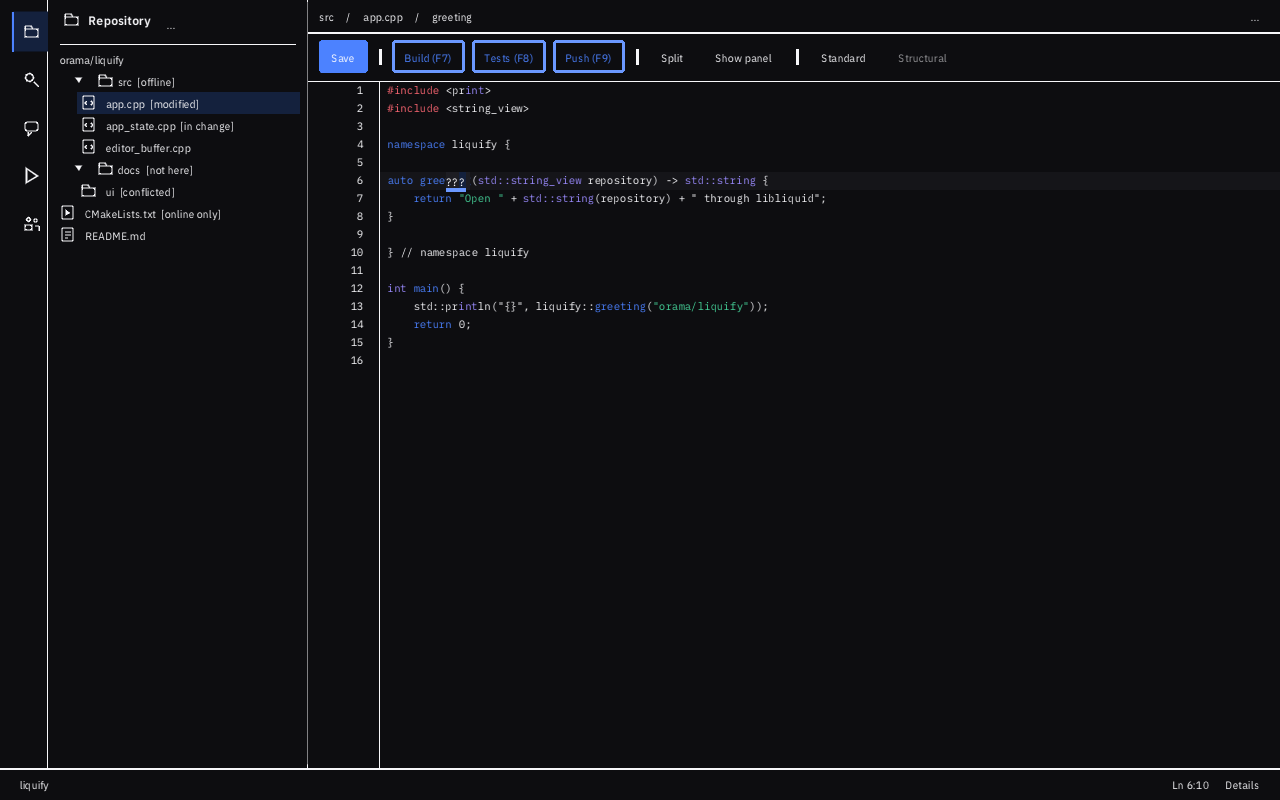 Repository ...
orama/liquify
src [offline]
app.cpp [modified]
app_state.cpp [in change]
editor_buffer.cpp
docs [not here]
ui [conflicted]
CMakeLists.txt [online only]
README.md
src / app.cpp / greeting ...
Save Build (F7) Tests (F8) Push (F9) Split Show panel Standard Structural
1 #include <print>
2 #include <string_view>
3
4 namespace liquify {
5
6 auto gree??? (std::string_view repository) -> std::string {
7 return "Open " + std::string(repository) + " through libliquid";
8 }
9
10 } // namespace liquify
11
12 int main() {
13 std::println("{}", liquify::greeting("orama/liquify"));
14 return 0;
15 }
16
liquify Ln 6:10 Details